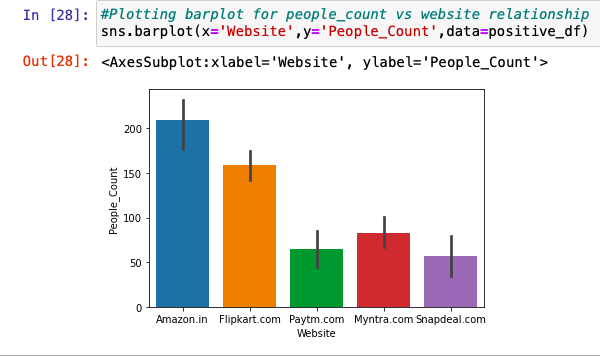 In [28]: #Plotting barplot for people_count vs website relationship
sns.barplot(x='Website',y='People_Count',data=positive_df)
Out[28]: <AxesSubplot:xlabel='Website', ylabel='People_Count'>
200
150
100
50
0
People_Count
Amazon.in Flipkart.com Paytm.com Myntra.com Snapdeal.com
Website